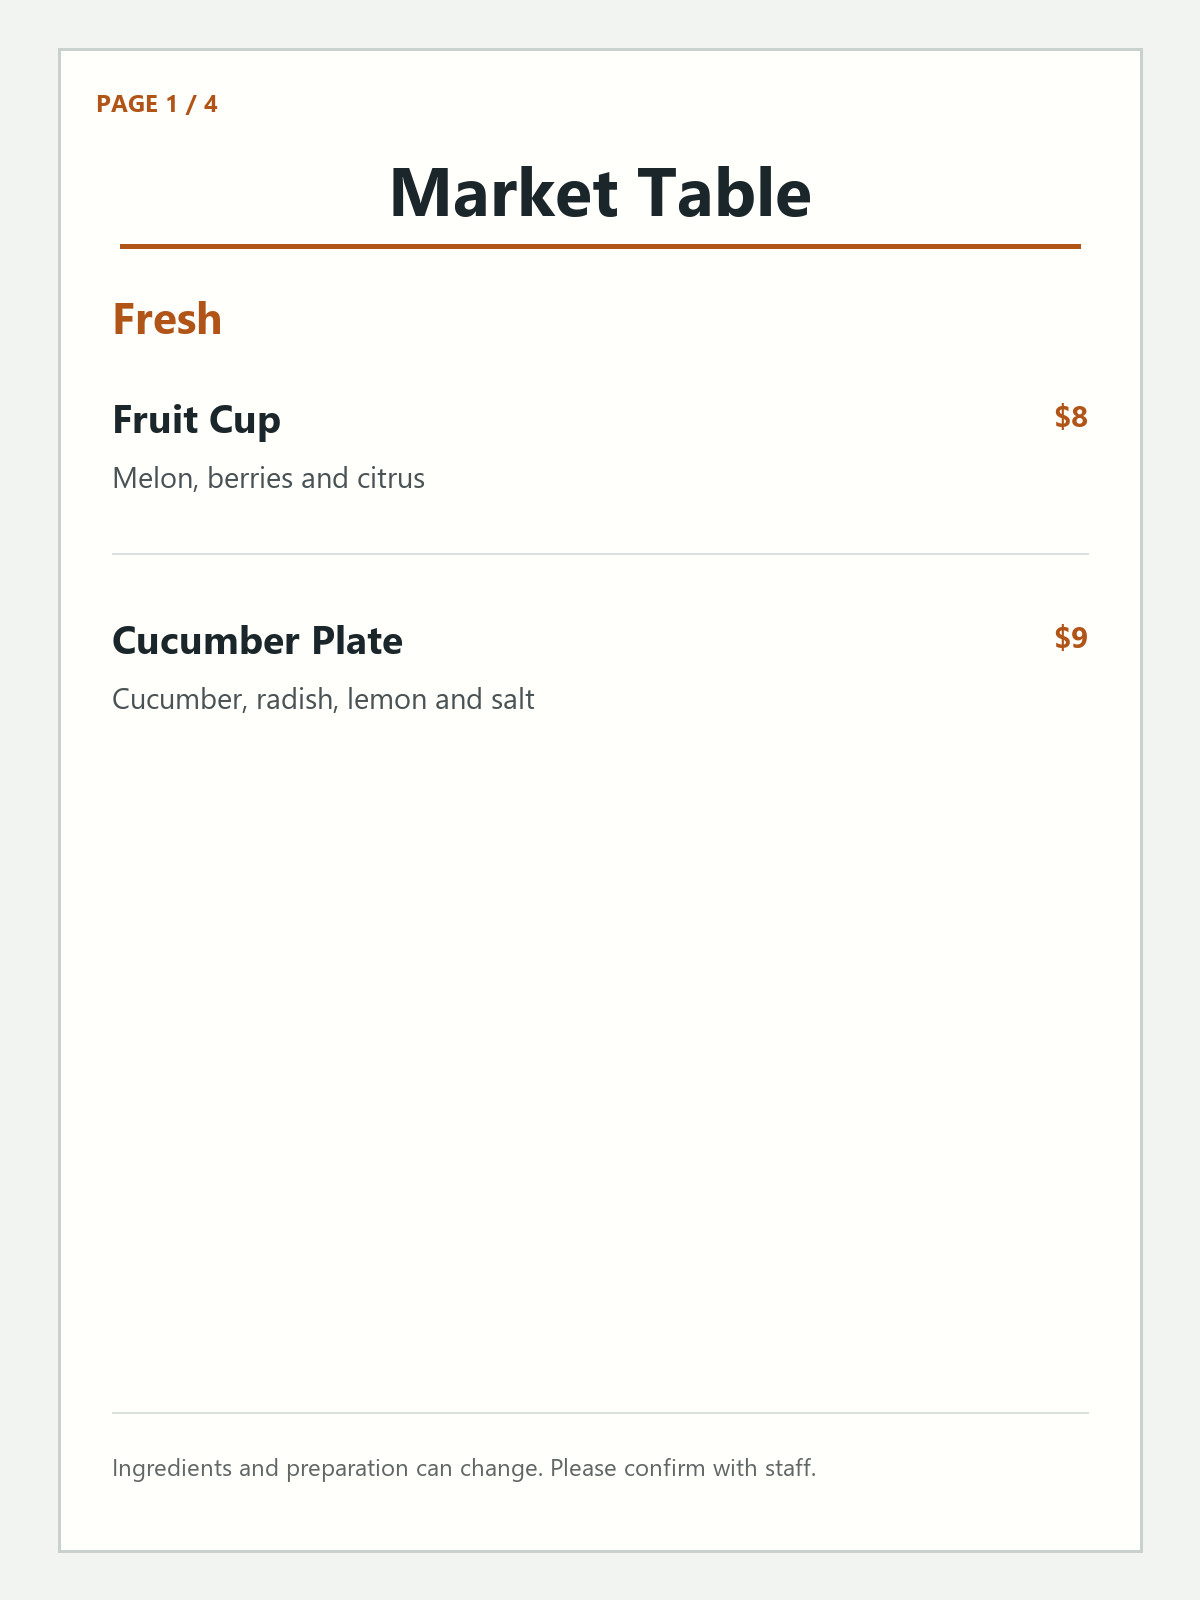 PAGE 1 / 4
Market Table
Fresh
Fruit Cup $8
Melon, berries and citrus
Cucumber Plate $9
Cucumber, radish, lemon and salt
Ingredients and preparation can change. Please confirm with staff.